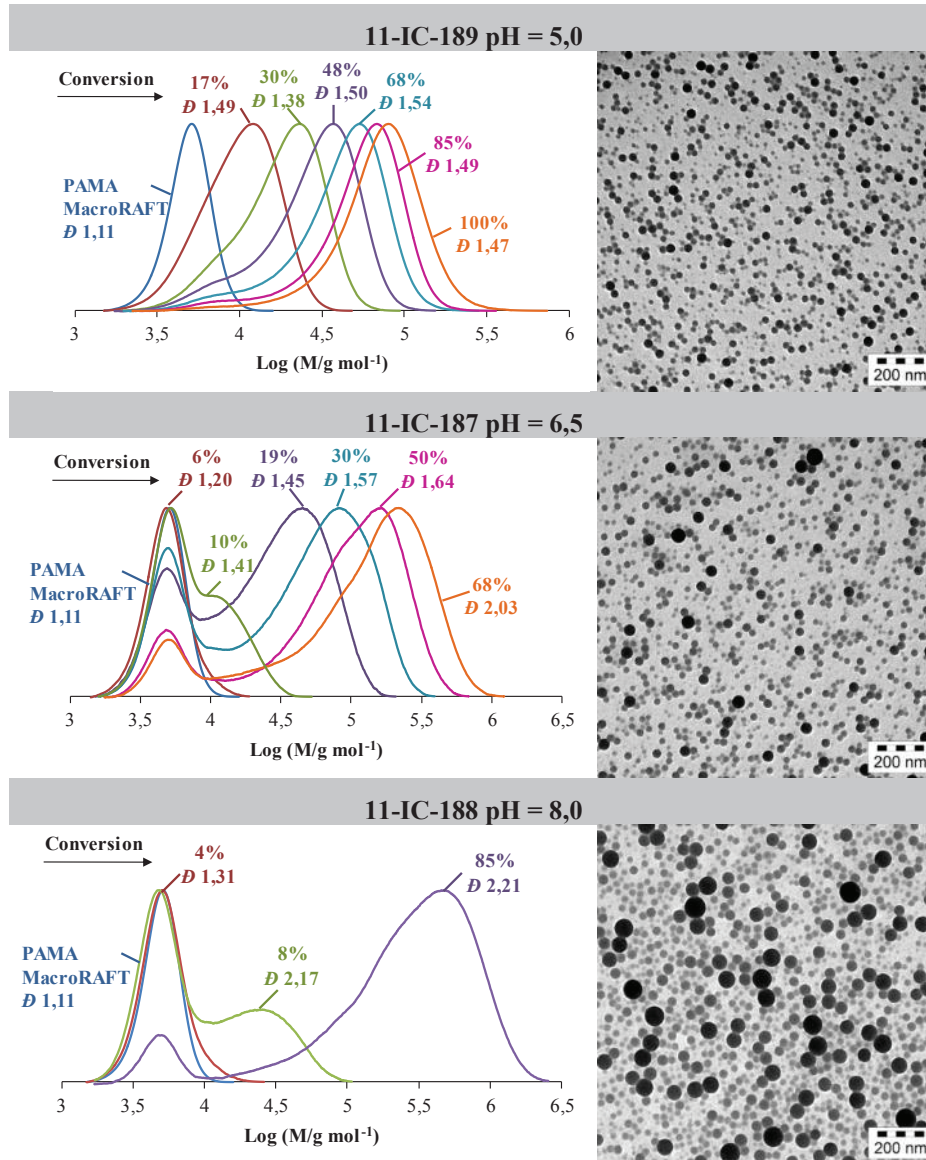 11-IC-189 pH = 5,0
Conversion
17%
Đ 1,49
30%
Đ 1,38
48%
Đ 1,50
68%
Đ 1,54
85%
Đ 1,49
100%
Đ 1,47
PAMA
MacroRAFT
Đ 1,11
3 3,5 4 4,5 5 5,5 6
Log (M/g mol⁻¹)
200 nm
11-IC-187 pH = 6,5
Conversion
6%
Đ 1,20
10%
Đ 1,41
19%
Đ 1,45
30%
Đ 1,57
50%
Đ 1,64
68%
Đ 2,03
PAMA
MacroRAFT
Đ 1,11
3 3,5 4 4,5 5 5,5 6 6,5
Log (M/g mol⁻¹)
200 nm
11-IC-188 pH = 8,0
Conversion
4%
Đ 1,31
8%
Đ 2,17
85%
Đ 2,21
PAMA
MacroRAFT
Đ 1,11
3 3,5 4 4,5 5 5,5 6 6,5
Log (M/g mol⁻¹)
200 nm